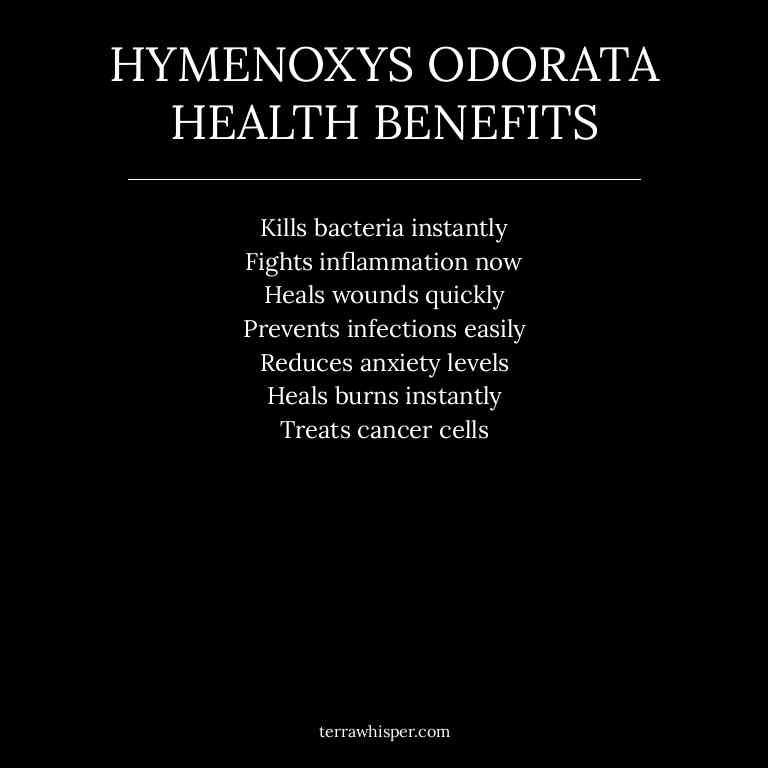 HYMENOXYS ODORATA
HEALTH BENEFITS
Kills bacteria instantly
Fights inflammation now
Heals wounds quickly
Prevents infections easily
Reduces anxiety levels
Heals burns instantly
Treats cancer cells
terrawhisper.com